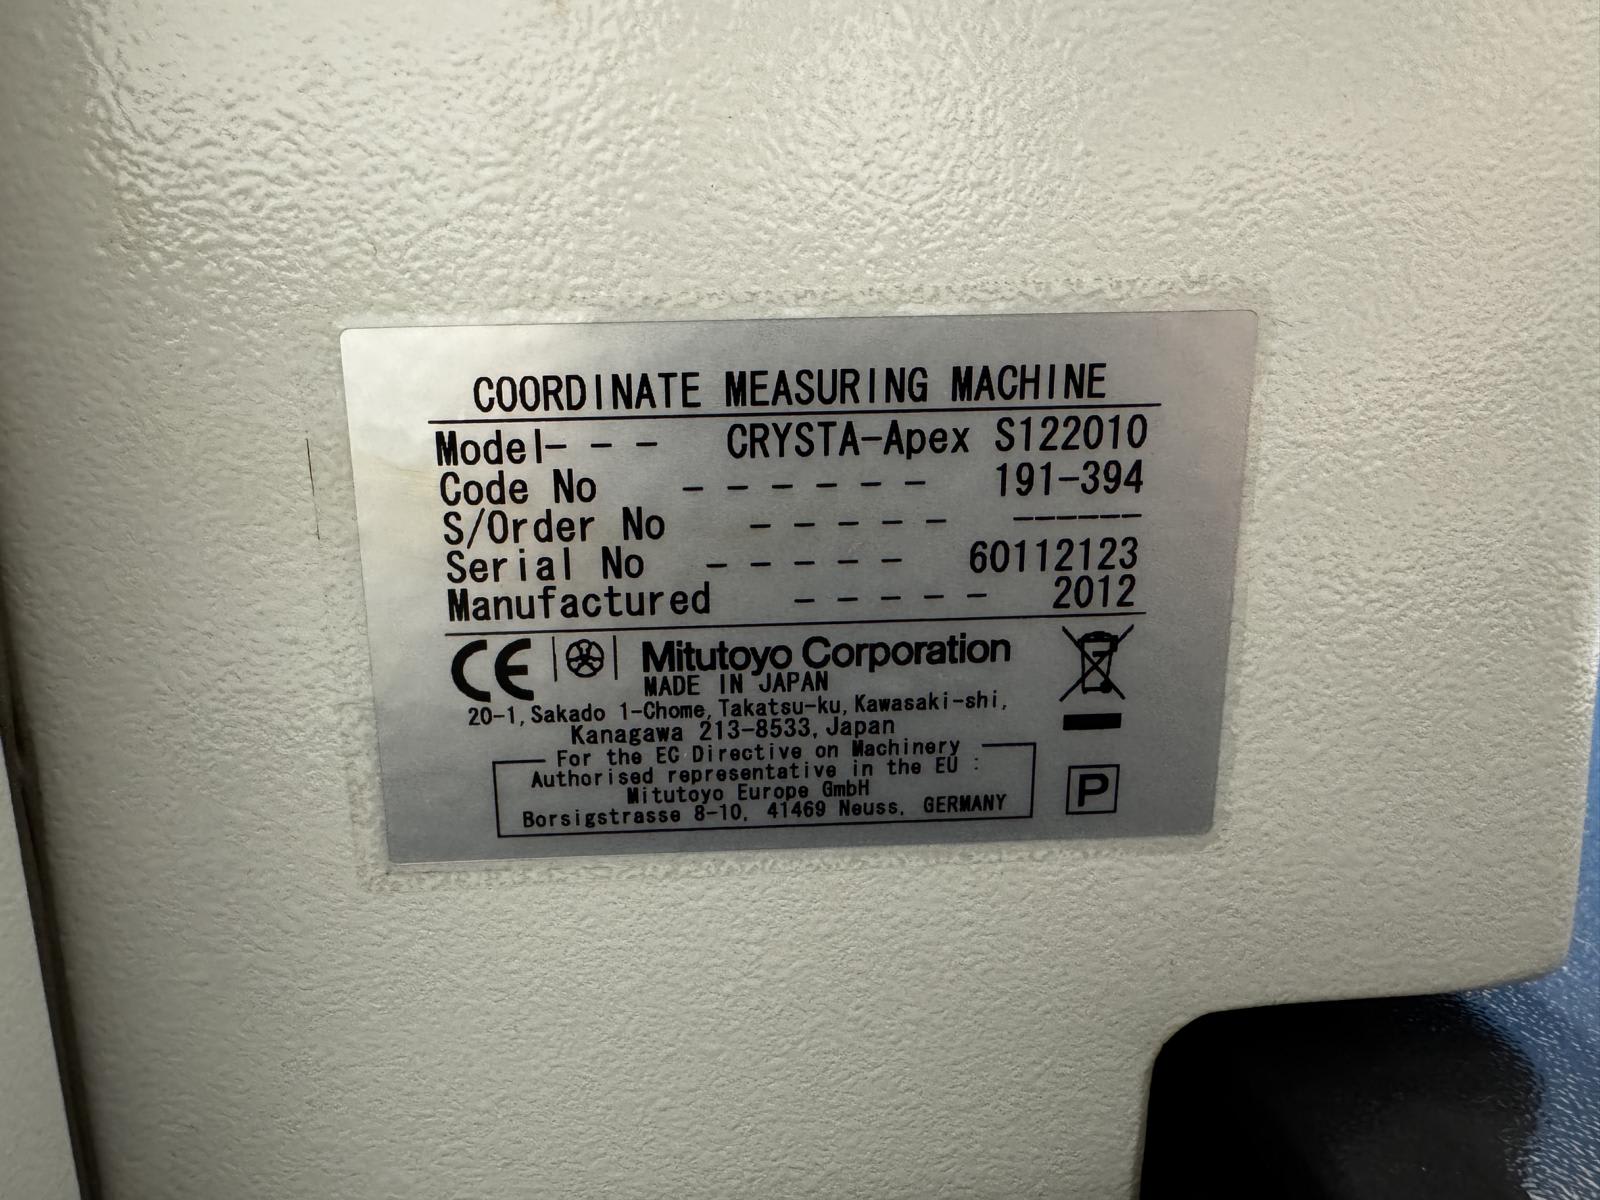 COORDINATE MEASURING MACHINE
Model- - - CRYSTA-Apex S122010
Code No - - - - - - 191-394
S/Order No - - - - - ------
Serial No - - - - - 60112123
Manufactured - - - - - 2012
CE Mitutoyo Corporation
MADE IN JAPAN
20-1, Sakado 1-Chome, Takatsu-ku, Kawasaki-shi,
Kanagawa 213-8533, Japan
For the EC Directive on Machinery
Authorised representative in the EU :
Mitutoyo Europe GmbH
Borsigstrasse 8-10, 41469 Neuss, GERMANY
P